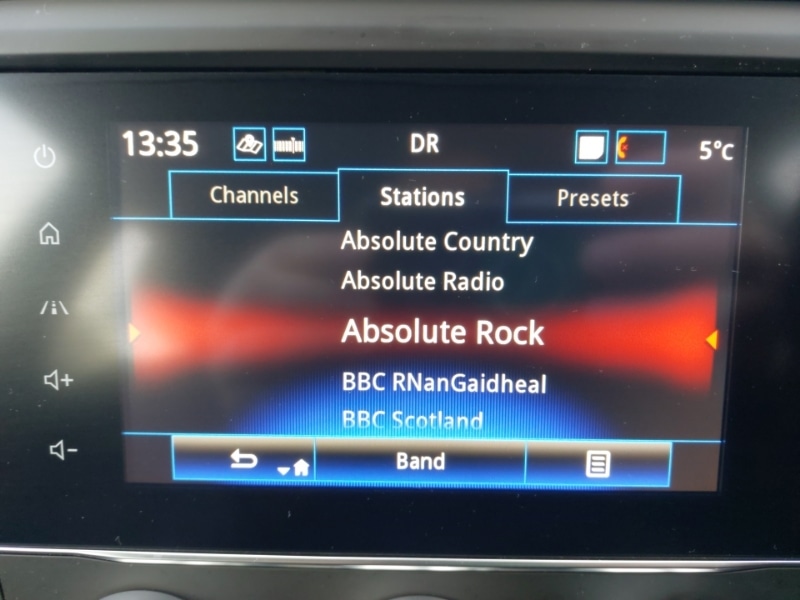 13:35 DR 5°C
Channels Stations Presets
Absolute Country
Absolute Radio
Absolute Rock
BBC RNanGaidheal
BBC Scotland
Band